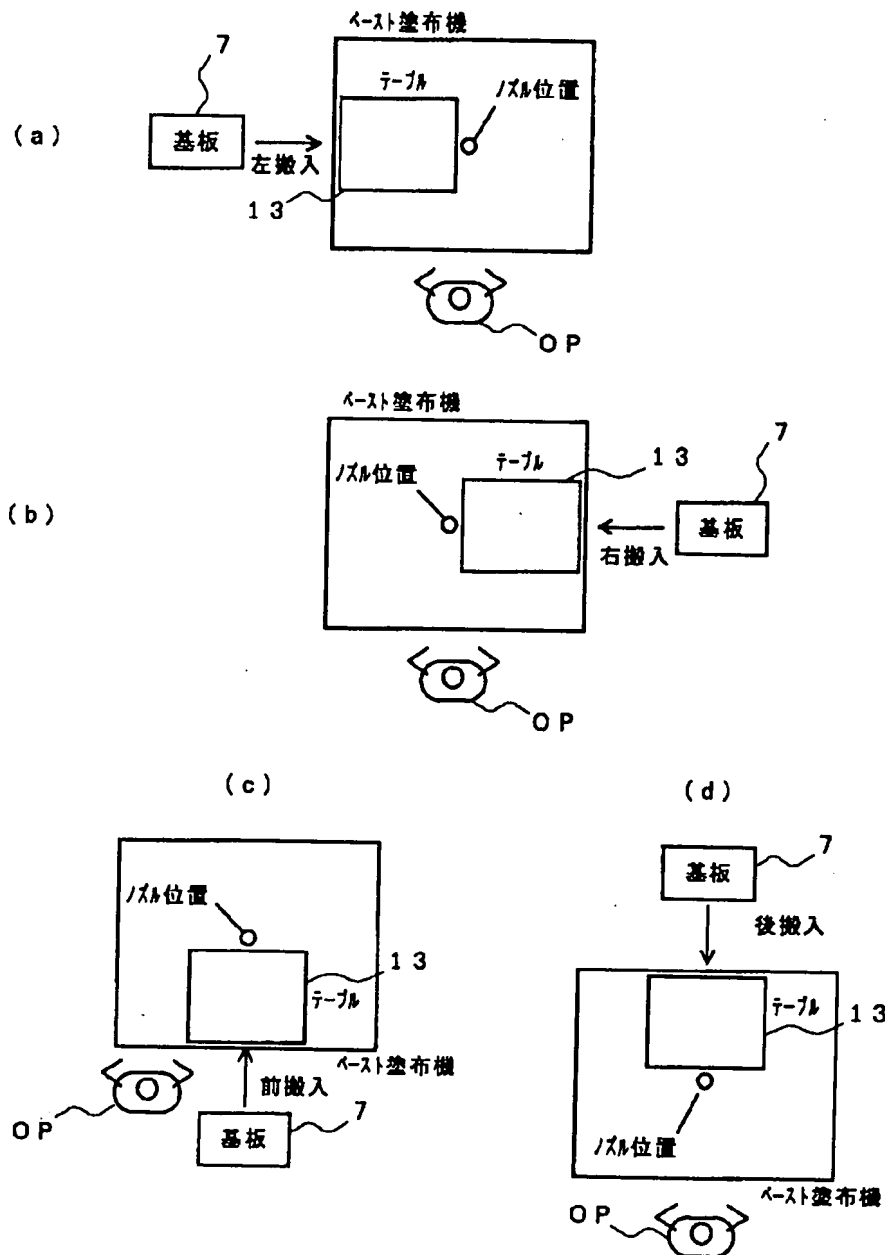 ペースト塗布機
7
テーブル
ノズル位置
(a)
基板
左搬入
13
OP
ペースト塗布機
7
テーブル
13
ノズル位置
(b)
基板
右搬入
OP
(c)
ノズル位置
13
テーブル
ペースト塗布機
前搬入
7
OP
基板
(d)
7
基板
後搬入
テーブル
13
ノズル位置
ペースト塗布機
OP